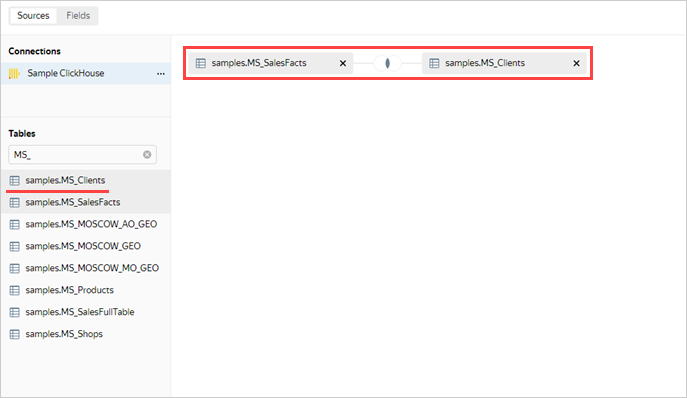 Sources Fields
Connections
Sample ClickHouse
Tables
MS_
samples.MS_Clients
samples.MS_SalesFacts
samples.MS_MOSCOW_AO_GEO
samples.MS_MOSCOW_GEO
samples.MS_MOSCOW_MO_GEO
samples.MS_Products
samples.MS_SalesFullTable
samples.MS_Shops
samples.MS_SalesFacts
samples.MS_Clients